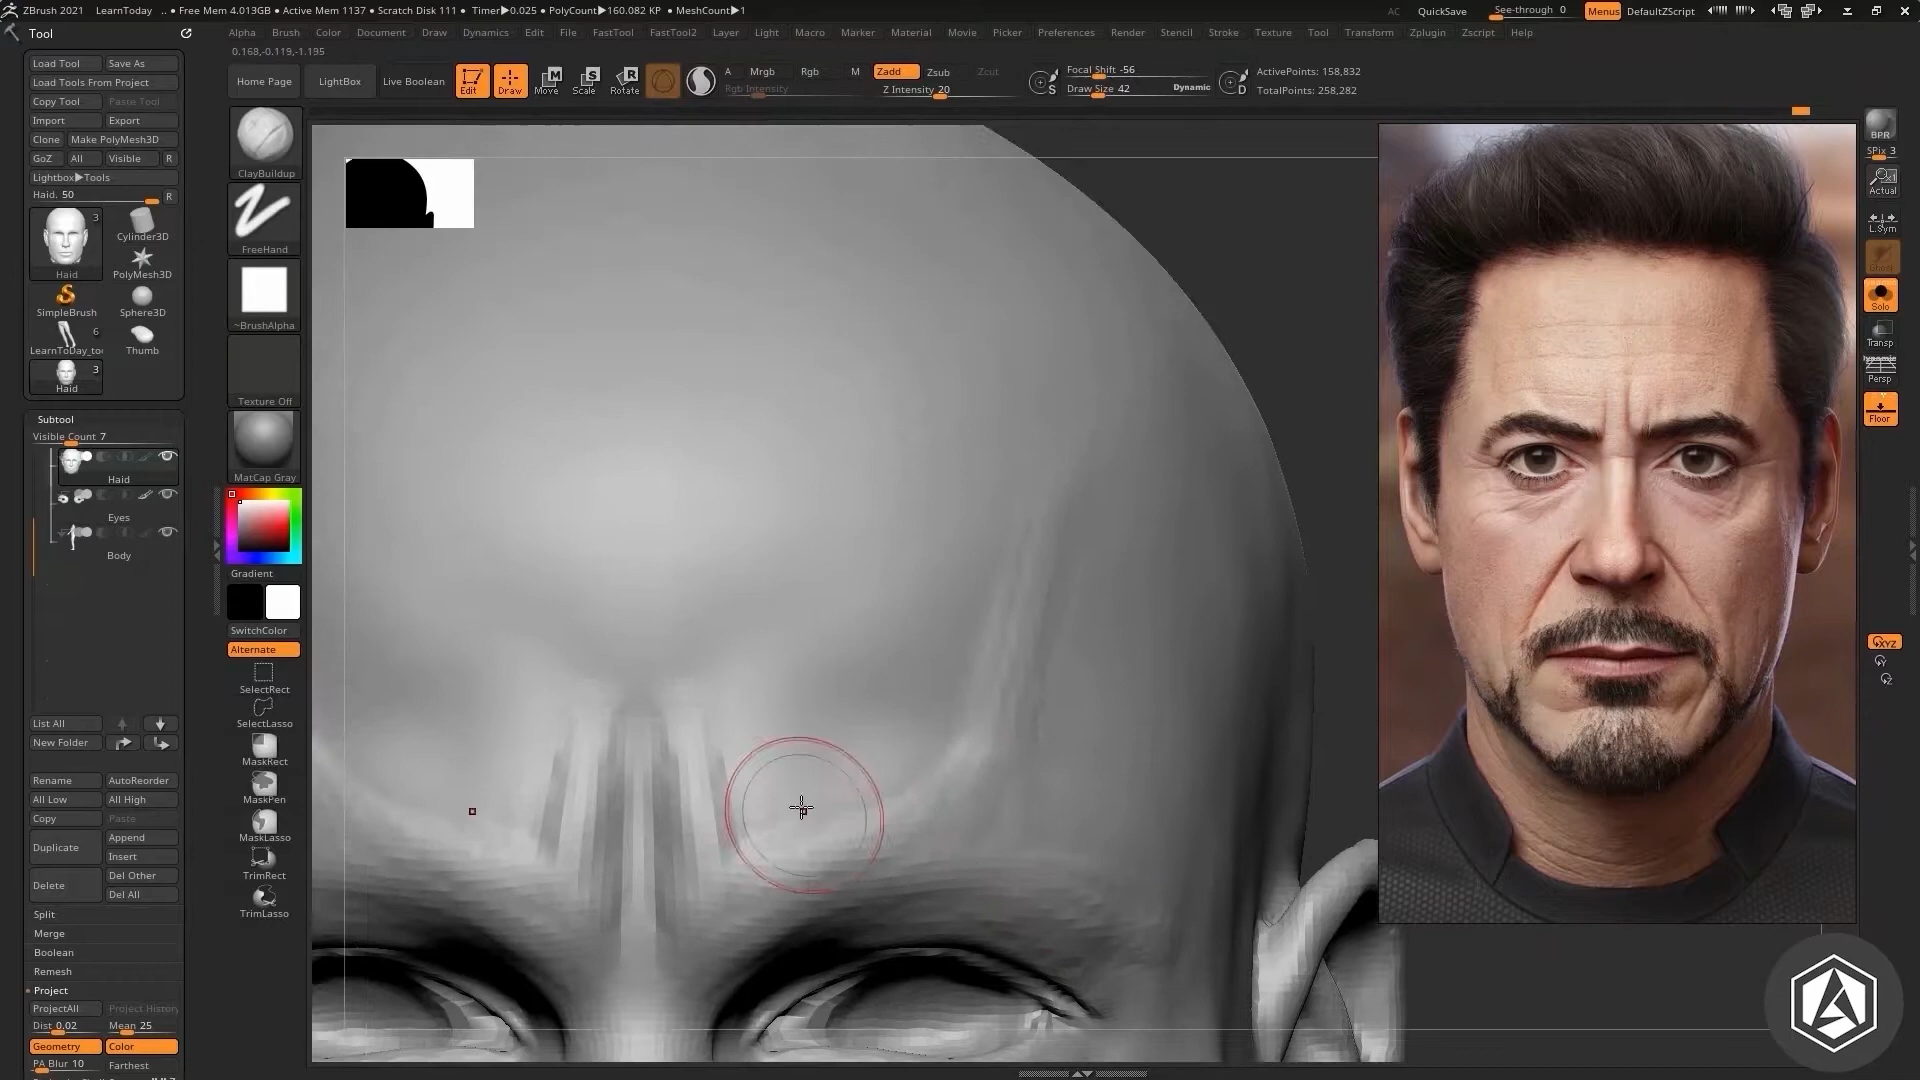 ZBrush 2021 LearnToday .. • Free Mem 4.013GB • Active Mem 1137 • Scratch Disk 111 • Timer▶0.025 • PolyCount▶160.082 KP • MeshCount▶1
AC QuickSave See-through 0 Menus DefaultZScript
Tool
Alpha Brush Color Document Draw Dynamics Edit File FastTool FastTool2 Layer Light Macro Marker Material Movie Picker Preferences Render Stencil Stroke Texture Tool Transform Zplugin Zscript Help
0.168,-0.119,-1.195
Load Tool Save As
Load Tools From Project
Copy Tool Paste Tool
Import Export
Clone Make PolyMesh3D
GoZ All Visible R
Lightbox▶Tools
Haid. 50 R
Home Page LightBox Live Boolean Edit Draw Move Scale Rotate
A Mrgb Rgb M Zadd Zsub Zcut
Rgb Intensity Z Intensity 20
S Focal Shift -56
Draw Size 42 Dynamic D
ActivePoints: 158,832
TotalPoints: 258,282
3
Haid
Cylinder3D
PolyMesh3D
SimpleBrush Sphere3D
6
LearnToDay_too Thumb
3
Haid
Subtool
Visible Count 7
Haid
Eyes
Body
List All
New Folder
Rename AutoReorder
All Low All High
Copy Paste
Duplicate Append
Insert
Delete Del Other
Del All
Split
Merge
Boolean
Remesh
Project
ProjectAll Project History
Dist 0.02 Mean 25
Geometry Color
PA Blur 10 Farthest
ClayBuildup
FreeHand
~BrushAlpha
Texture Off
MatCap Gray
Gradient
SwitchColor
Alternate
SelectRect
SelectLasso
MaskRect
MaskPen
MaskLasso
TrimRect
TrimLasso
BPR
SPix 3
Actual
L.Sym
Ghost
Solo
Transp
Dynamic
Persp
Floor
XYZ
Y
Z